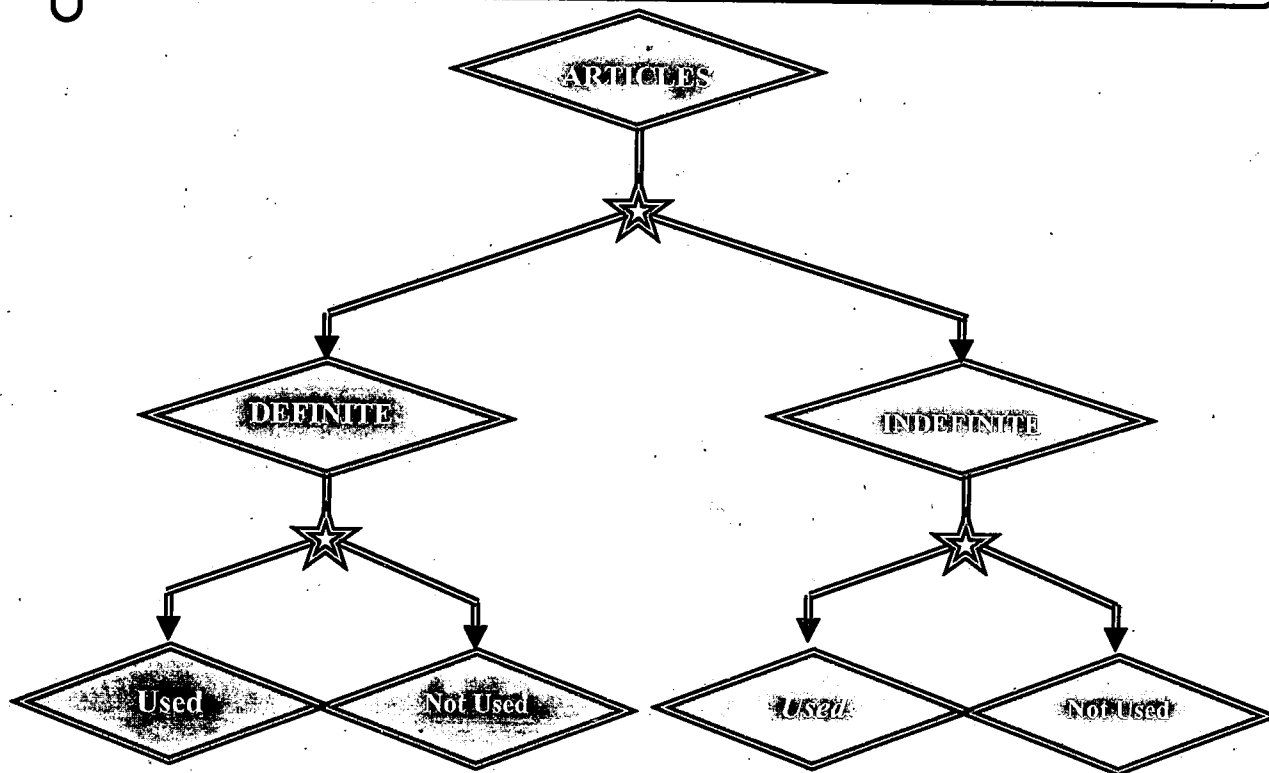 ARTICLES
DEFINITE
INDEFINITE
Used
Not Used
Used
Not Used